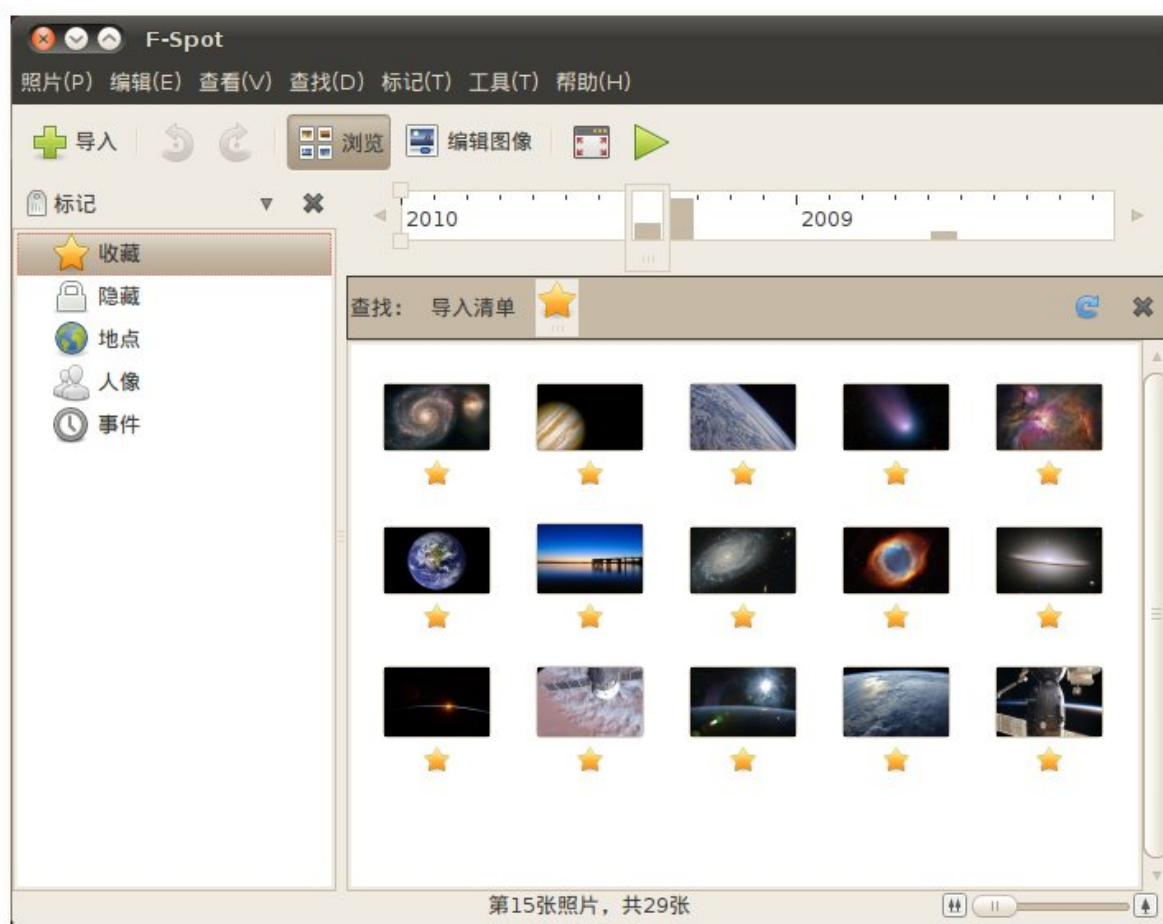 F-Spot
照片(P) 编辑(E) 查看(V) 查找(D) 标记(T) 工具(T) 帮助(H)
导入 浏览 编辑图像
标记
2010 2009
收藏
隐藏
地点
人像
事件
查找: 导入清单
第15张照片，共29张